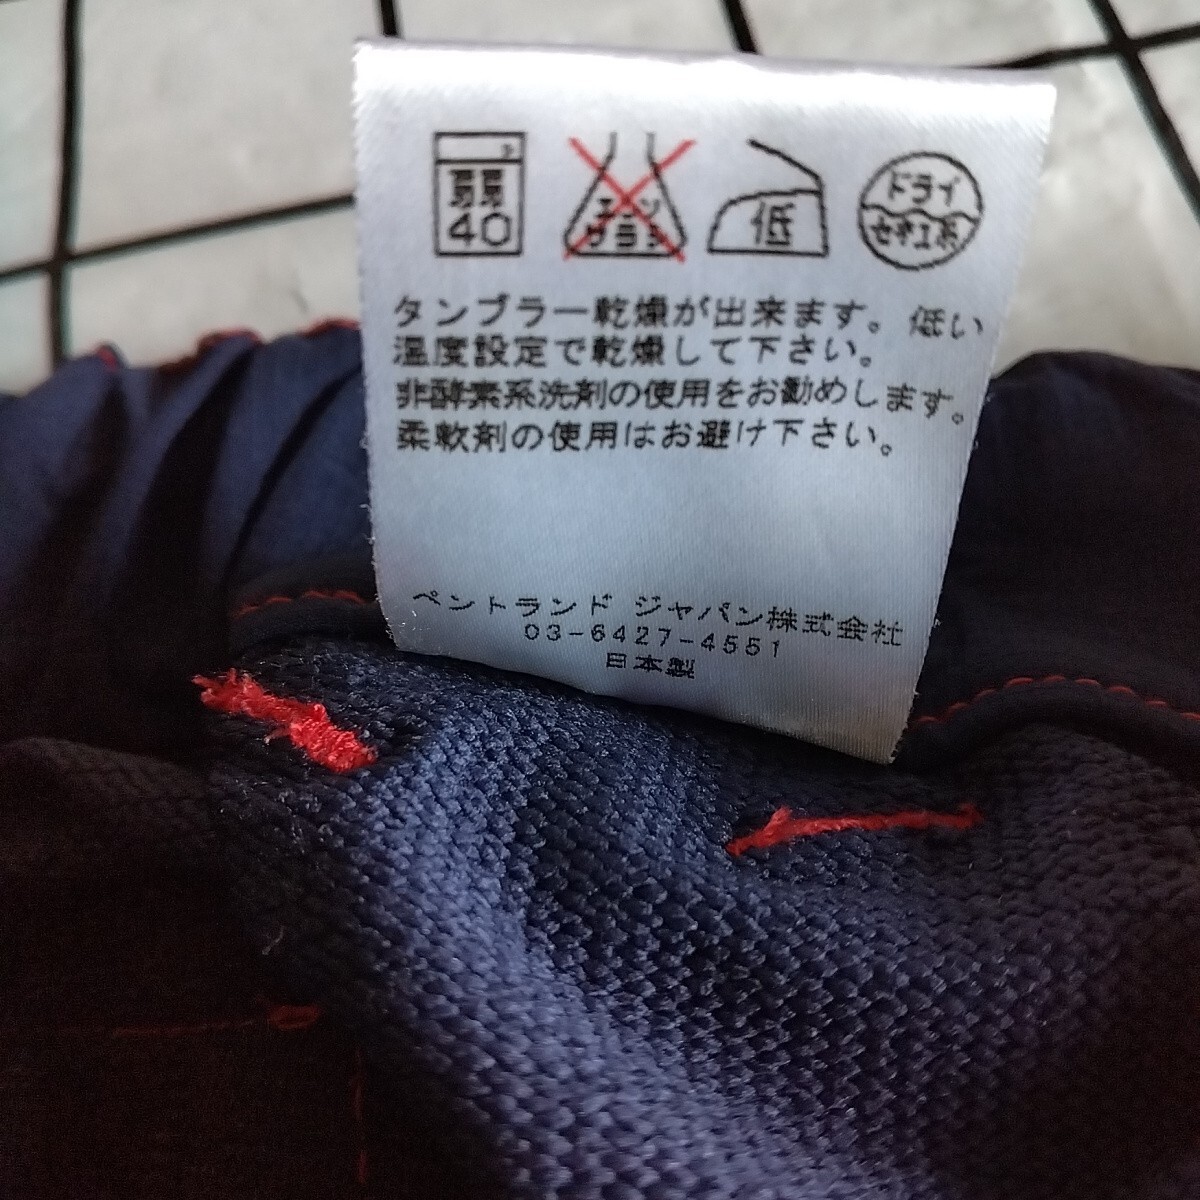 弱
40
エンソ
サラシ
低
ドライ
セキユ系
タンブラー乾燥が出来ます。低い
温度設定で乾燥して下さい。
非酵素系洗剤の使用をお勧めします。
柔軟剤の使用はお避け下さい。
ペントランド ジャパン株式会社
03-6427-4551
日本製